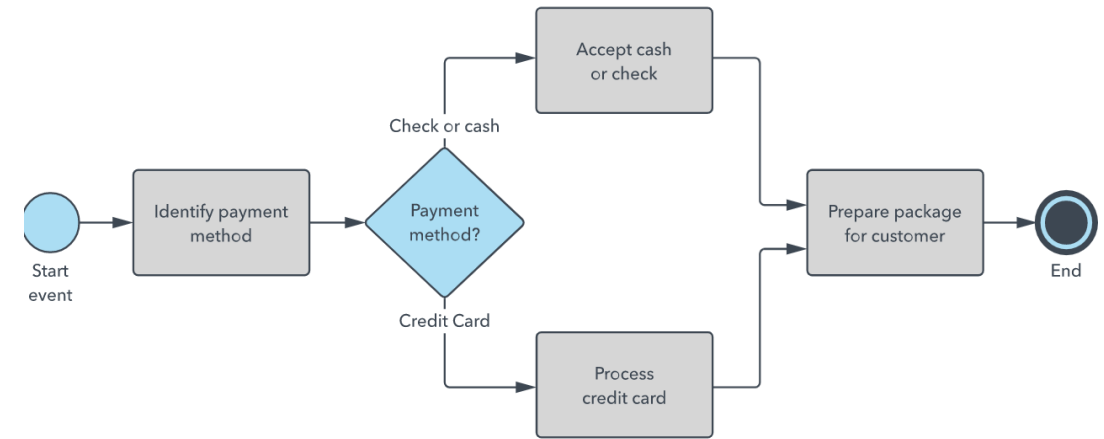 Start
event
Identify payment
method
Payment
method?
Check or cash
Accept cash
or check
Credit Card
Process
credit card
Prepare package
for customer
End